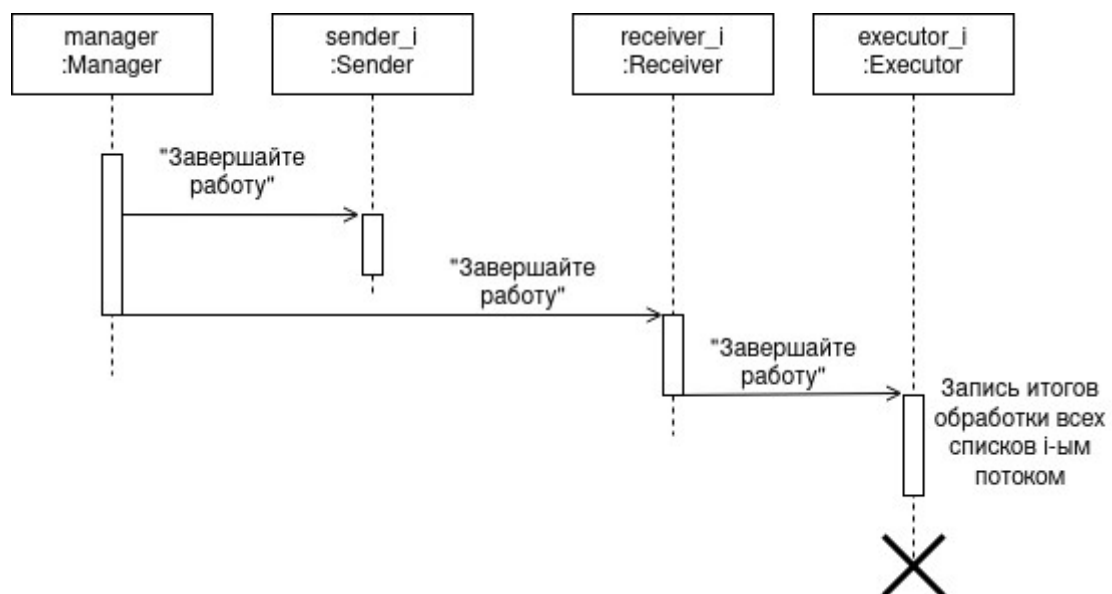 manager
:Manager
sender_i
:Sender
receiver_i
:Receiver
executor_i
:Executor
"Завершайте
работу"
"Завершайте
работу"
"Завершайте
работу"
Запись итогов
обработки всех
списков i-ым
потоком